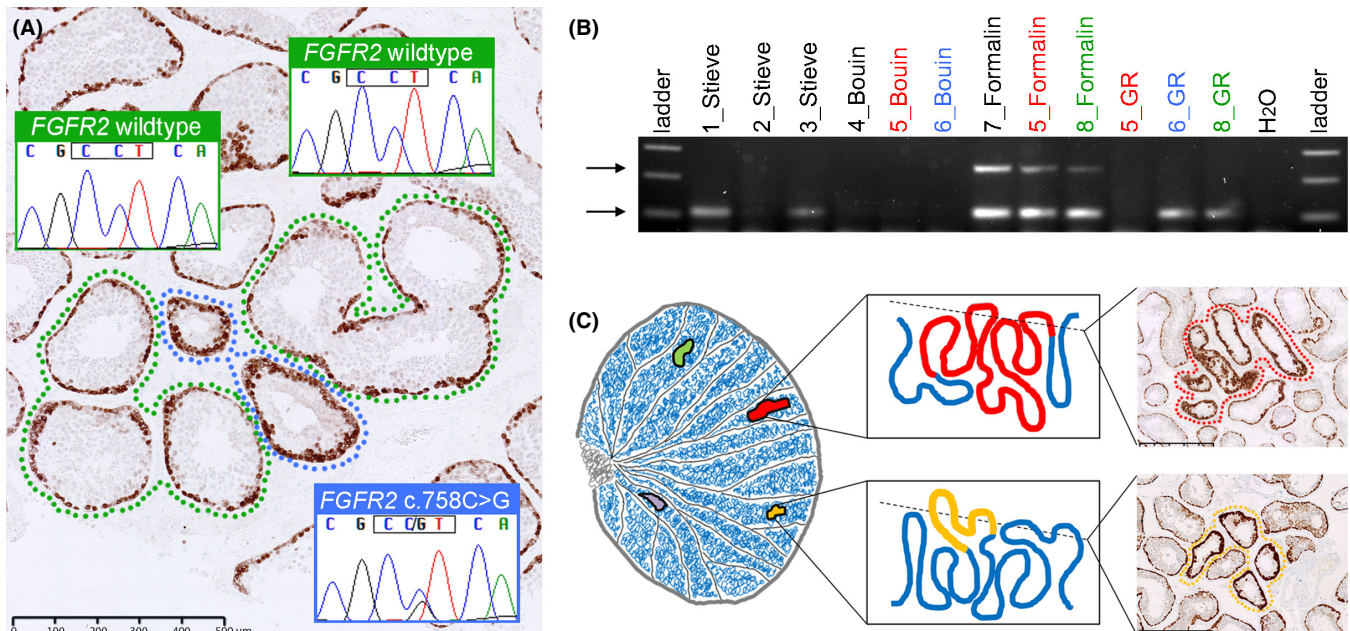 (A)
FGFR2 wildtype
C G C C T C A
FGFR2 wildtype
C G C C T C A
FGFR2 c.758C>G
C G C C/G T C A
0 100 200 300 400 500 µm
(B)
ladder
1_Stieve
2_Stieve
3_Stieve
4_Bouin
5_Bouin
6_Bouin
7_Formalin
5_Formalin
8_Formalin
5_GR
6_GR
8_GR
H2O
ladder
(C)